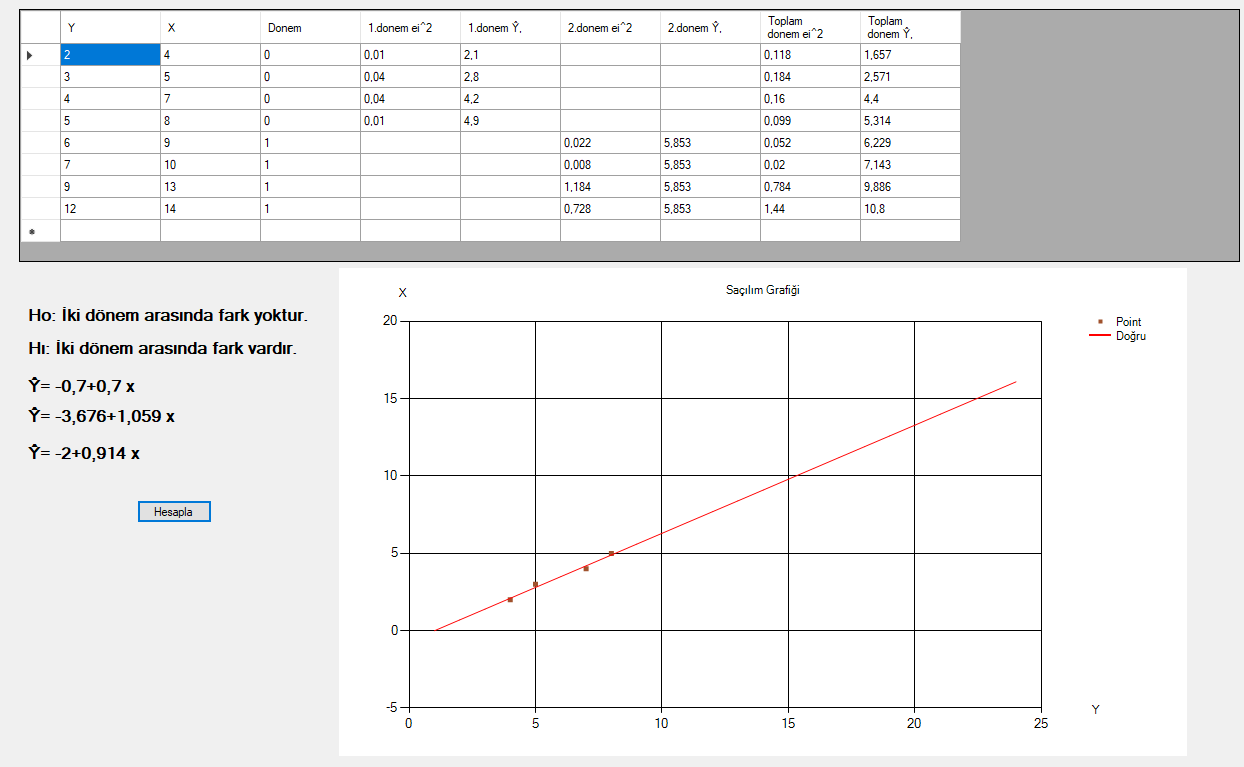 Y X Donem 1.donem ei^2 1.donem Ŷ, 2.donem ei^2 2.donem Ŷ, Toplam donem ei^2 Toplam donem Ŷ,
2 4 0 0,01 2,1 0,118 1,657
3 5 0 0,04 2,8 0,184 2,571
4 7 0 0,04 4,2 0,16 4,4
5 8 0 0,01 4,9 0,099 5,314
6 9 1 0,022 5,853 0,052 6,229
7 10 1 0,008 5,853 0,02 7,143
9 13 1 1,184 5,853 0,784 9,886
12 14 1 0,728 5,853 1,44 10,8
Ho: İki dönem arasında fark yoktur.
Hı: İki dönem arasında fark vardır.
Ŷ= -0,7+0,7 x
Ŷ= -3,676+1,059 x
Ŷ= -2+0,914 x
Hesapla
Saçılım Grafiği
X
20
15
10
5
0
-5
0 5 10 15 20 25
Y
Point
Doğru